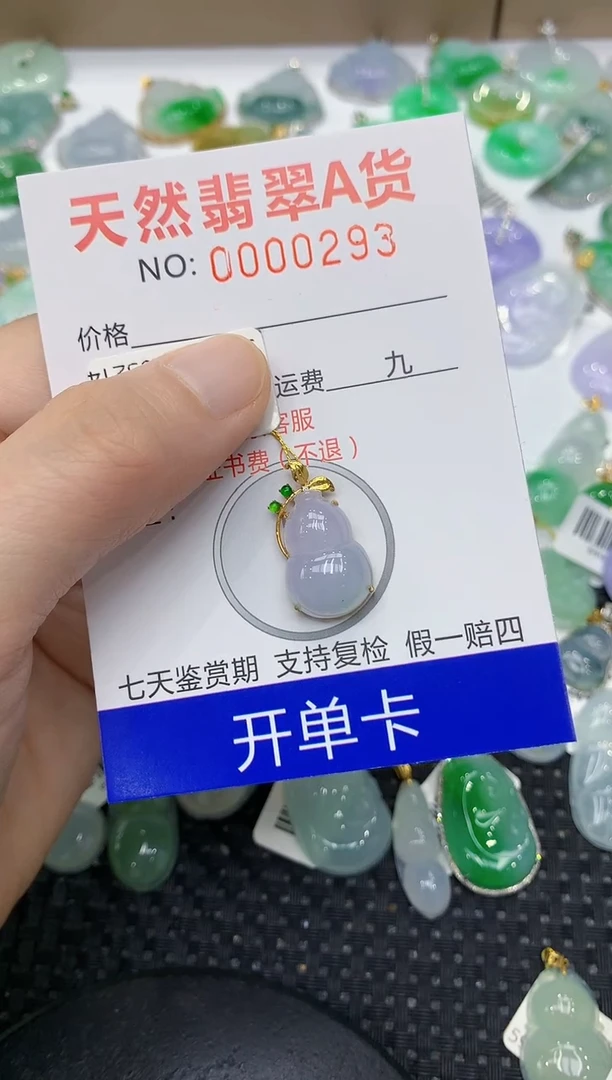 天然翡翠A货
NO: 0000293
价格
运费 九
客服
证书费(不退)
七天鉴赏期 支持复检 假一赔四
开单卡